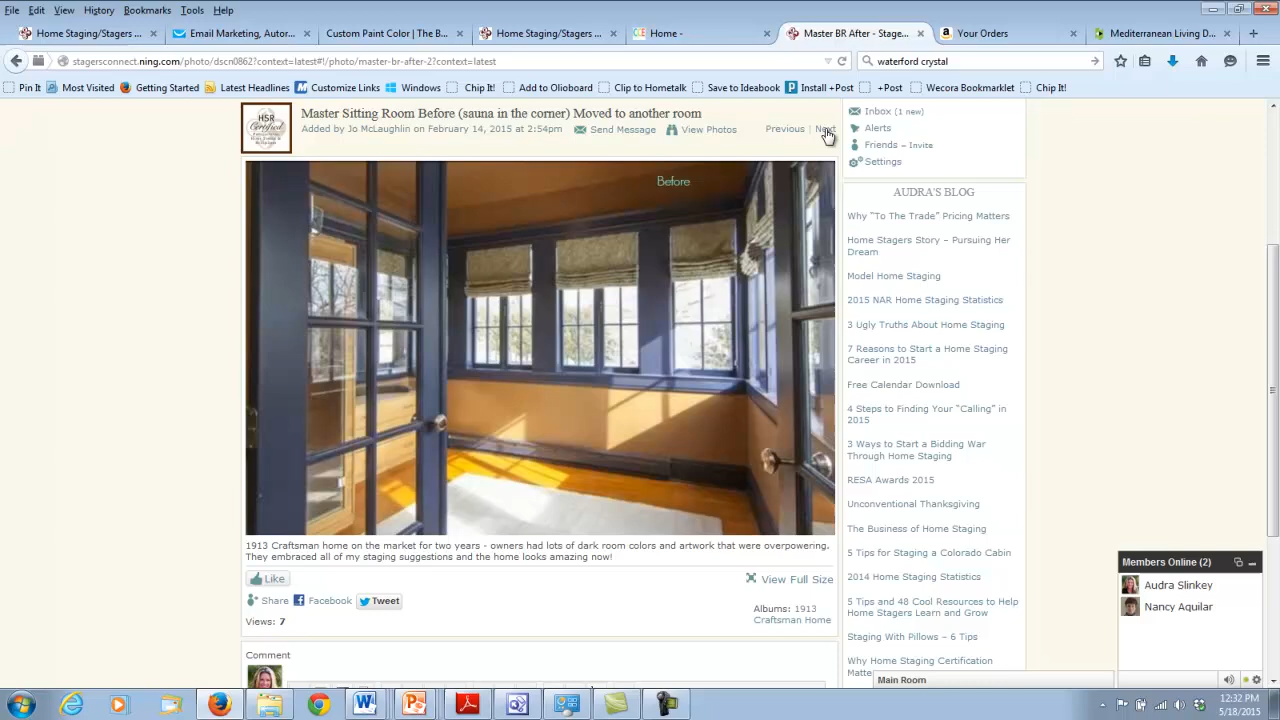 File Edit View History Bookmarks Tools Help
Home Staging/Stagers ... × Email Marketing, Autor... × Custom Paint Color | The B... × Home Staging/Stagers ... × Home - × Master BR After - Stage... × Your Orders × Mediterranean Living D... × +
stagersconnect.ning.com/photo/dscn0862?context=latest#!/photo/master-br-after-2?context=latest waterford crystal
Pin It Most Visited Getting Started Latest Headlines Customize Links Windows Chip It! Add to Olioboard Clip to Homètalk Save to Ideabook Install +Post +Post Wecora Bookmarklet Chip It!
HSR Certified
Master Sitting Room Before (sauna in the corner) Moved to another room
Added by Jo McLaughlin on February 14, 2015 at 2:54pm Send Message View Photos Previous | Next
Before
1913 Craftsman home on the market for two years - owners had lots of dark room colors and artwork that were overpowering.
They embraced all of my staging suggestions and the home looks amazing now!
Like View Full Size
Share Facebook Tweet
Albums: 1913
Craftsman Home
Views: 7
Comment
Inbox (1 new)
Alerts
Friends – Invite
Settings
AUDRA'S BLOG
Why "To The Trade" Pricing Matters
Home Stagers Story – Pursuing Her
Dream
Model Home Staging
2015 NAR Home Staging Statistics
3 Ugly Truths About Home Staging
7 Reasons to Start a Home Staging
Career in 2015
Free Calendar Download
4 Steps to Finding Your "Calling" in
2015
3 Ways to Start a Bidding War
Through Home Staging
RESA Awards 2015
Unconventional Thanksgiving
The Business of Home Staging
5 Tips for Staging a Colorado Cabin
2014 Home Staging Statistics
5 Tips and 48 Cool Resources to Help
Home Stagers Learn and Grow
Staging With Pillows – 6 Tips
Why Home Staging Certification
Matte
Members Online (2)
Audra Slinkey
Nancy Aquilar
Main Room
12:32 PM
5/18/2015